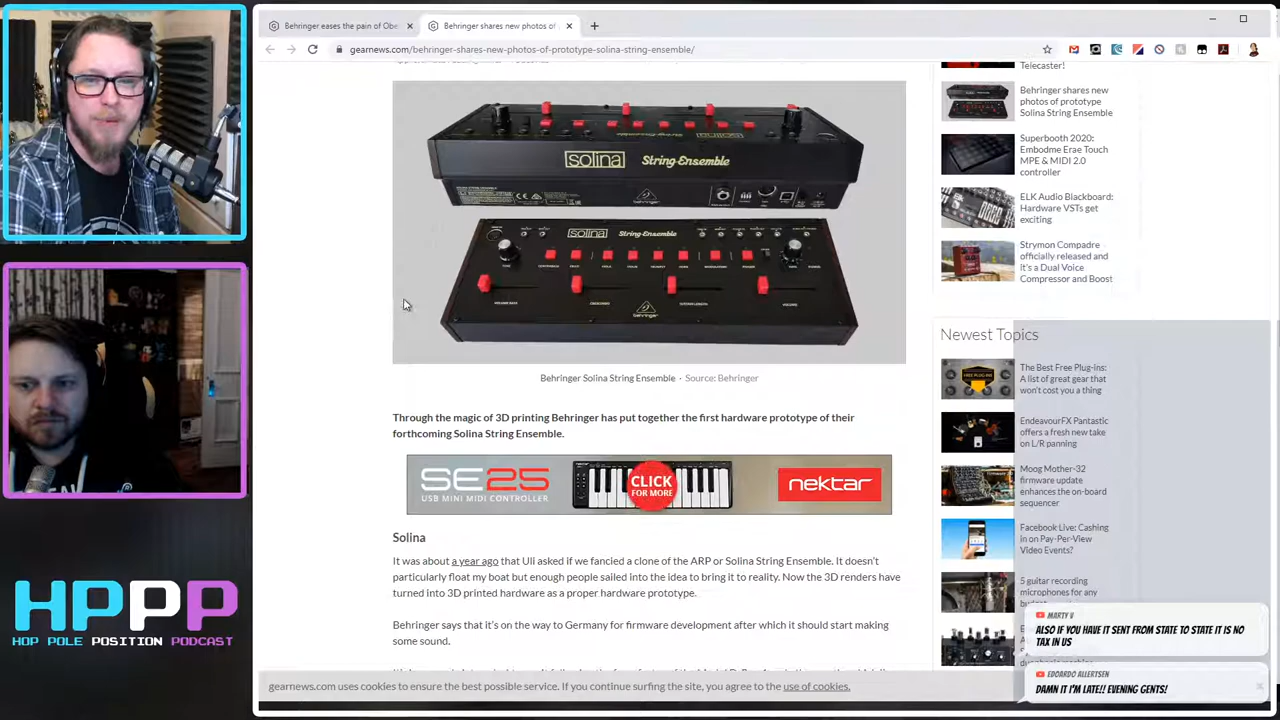 Behringer eases the pain of Obe
Behringer shares new photos of
gearnews.com/behringer-shares-new-photos-of-prototype-solina-string-ensemble/
Telecaster!
Behringer shares new
photos of prototype
Solina String Ensemble
Superbooth 2020:
Embodme Erae Touch
MPE & MIDI 2.0
controller
ELK Audio Blackboard:
Hardware VSTs get
exciting
Strymon Compadre
officially released and
it's a Dual Voice
Compressor and Boost
solina String-Ensemble
solina String-Ensemble
behringer
Behringer Solina String Ensemble · Source: Behringer
Through the magic of 3D printing Behringer has put together the first hardware prototype of their
forthcoming Solina String Ensemble.
SE25
USB MINI MIDI CONTROLLER
CLICK
FOR MORE
nektar
Solina
It was about a year ago that Uli asked if we fancied a clone of the ARP or Solina String Ensemble. It doesn't
particularly float my boat but enough people sailed into the idea to bring it to reality. Now the 3D renders have
turned into 3D printed hardware as a proper hardware prototype.
Behringer says that it's on the way to Germany for firmware development after which it should start making
some sound.
Newest Topics
The Best Free Plug-ins:
A list of great gear that
won't cost you a thing
EndeavourFX Pantastic
offers a fresh new take
on L/R panning
Moog Mother-32
firmware update
enhances the on-board
sequencer
Facebook Live: Cashing
in on Pay-Per-View
Video Events?
5 guitar recording
microphones for any
MARTY V
ALSO IF YOU HAVE IT SENT FROM STATE TO STATE IT IS NO
TAX IN US
EDOARDO ALLERTSEN
DAMN IT I'M LATE!! EVENING GENTS!
gearnews.com uses cookies to ensure the best possible service. If you continue surfing the site, you agree to the use of cookies.
HPPP
HOP POLE POSITION PODCAST